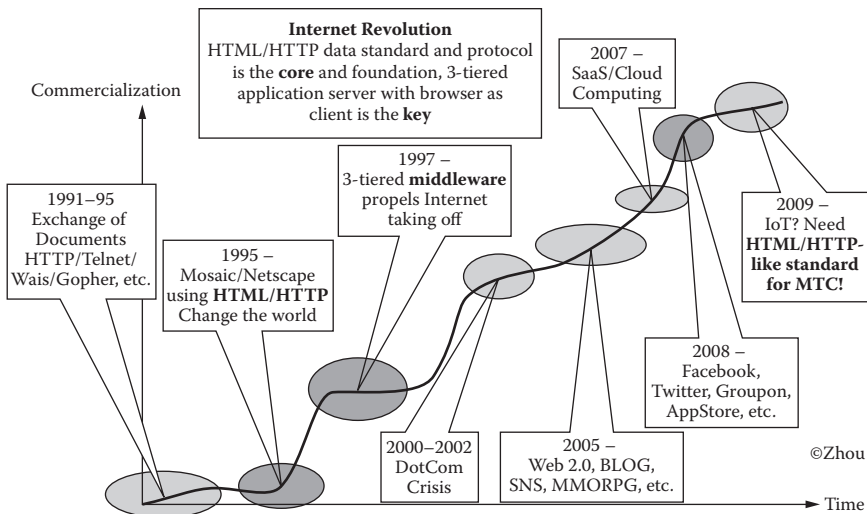 Internet Revolution
HTML/HTTP data standard and protocol
is the core and foundation, 3-tiered
application server with browser as
client is the key
Commercialization
1991–95
Exchange of
Documents
HTTP/Telnet/
Wais/Gopher, etc.
1995 –
Mosaic/Netscape
using HTML/HTTP
Change the world
1997 –
3-tiered middleware
propels Internet
taking off
2000–2002
DotCom
Crisis
2005 –
Web 2.0, BLOG,
SNS, MMORPG, etc.
2007 –
SaaS/Cloud
Computing
2008 –
Facebook,
Twitter, Groupon,
AppStore, etc.
2009 –
IoT? Need
HTML/HTTP-
like standard
for MTC!
©Zhou
Time